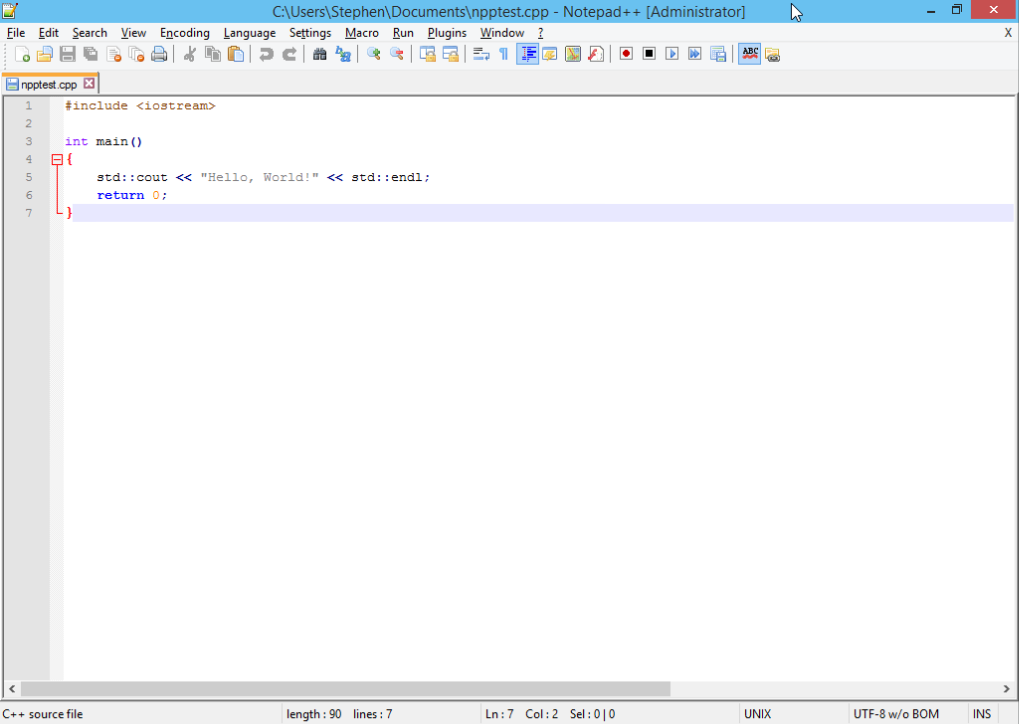 C:\Users\Stephen\Documents\npptest.cpp - Notepad++ [Administrator]
File Edit Search View Encoding Language Settings Macro Run Plugins Window ? X
ABC
npptest.cpp
1 #include <iostream>
2
3 int main()
4 {
5 std::cout << "Hello, World!" << std::endl;
6 return 0;
7 }
C++ source file length : 90 lines : 7 Ln : 7 Col : 2 Sel : 0 | 0 UNIX UTF-8 w/o BOM INS